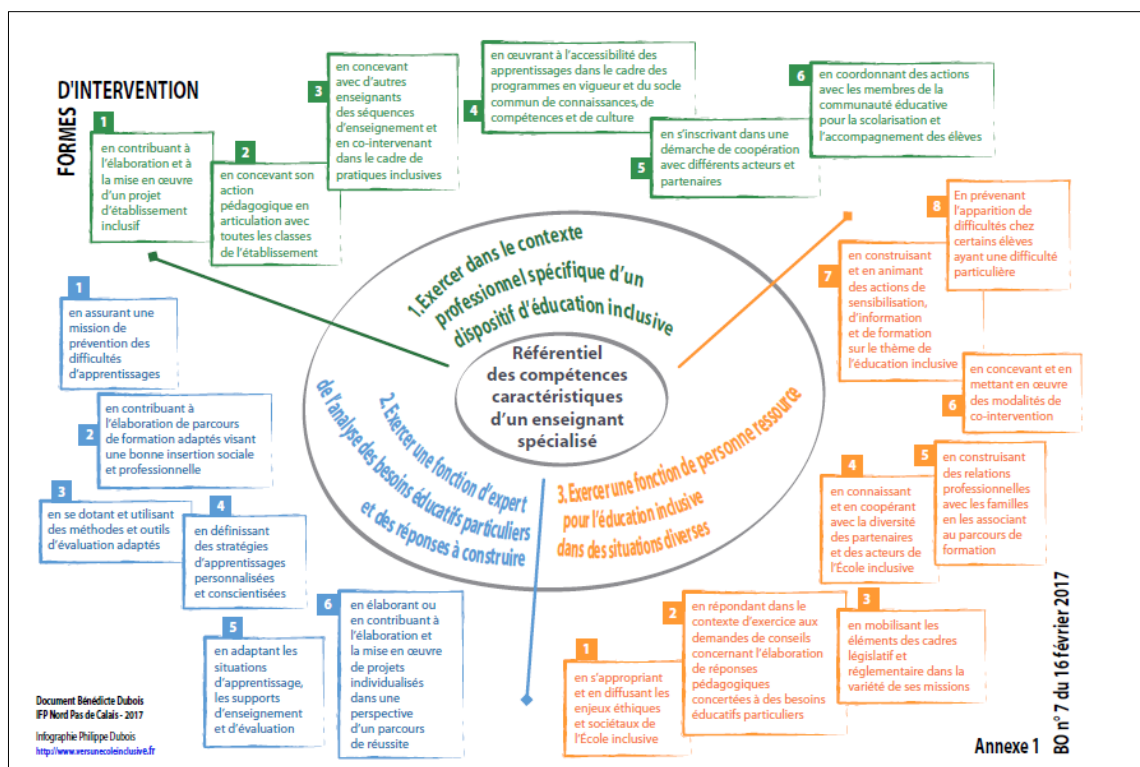 FORMES
D'INTERVENTION
1
en contribuant à
l'élaboration et à
la mise en œuvre
d'un projet
d'établissement
inclusif
2
en concevant son
action
pédagogique en
articulation avec
toutes les classes
de l'établissement
3
en concevant
avec d'autres
enseignants
des séquences
d'enseignement et
en co-intervenant
dans le cadre de
pratiques inclusives
4
en œuvrant à l'accessibilité des
apprentissages dans le cadre des
programmes en vigueur et du socle
commun de connaissances, de
compétences et de culture
5
en s'inscrivant dans une
démarche de coopération
avec différents acteurs et
partenaires
6
en coordonnant des actions
avec les membres de la
communauté éducative
pour la scolarisation et
l'accompagnement des élèves
1.Exercer dans le contexte
professionnel spécifique d'un
dispositif d'éducation inclusive
Référentiel
des compétences
caractéristiques
d'un enseignant
spécialisé
2. Exercer une fonction d'expert
de l'analyse des besoins éducatifs particuliers
et des réponses à construire
3. Exercer une fonction de personne ressource
pour l'éducation inclusive
dans des situations diverses
1
en assurant une
mission de
prévention des
difficultés
d'apprentissages
2
en contribuant à
l'élaboration de parcours
de formation adaptés visant
une bonne insertion sociale
et professionnelle
3
en se dotant et utilisant
des méthodes et outils
d'évaluation adaptés
4
en définissant
des stratégies
d'apprentissages
personnalisées
et conscientisées
5
en adaptant les
situations
d'apprentissage,
les supports
d'enseignement
et d'évaluation
6
en élaborant ou
en contribuant à
l'élaboration et
la mise en œuvre
de projets
individualisés
dans une
perspective
d'un parcours
de réussite
8
En prévenant
l'apparition de
difficultés chez
certains élèves
ayant une difficulté
particulière
7
en construisant
et en animant
des actions de
sensibilisation,
d'information
et de formation
sur le thème de
l'éducation inclusive
6
en concevant et en
mettant en œuvre
des modalités de
co-intervention
5
en construisant
des relations
professionnelles
avec les familles
en les associant
au parcours de
formation
4
en connaissant
et en coopérant
avec la diversité
des partenaires
et des acteurs de
l'École inclusive
3
en mobilisant les
éléments des cadres
législatif et
réglementaire dans la
variété de ses missions
2
en répondant dans le
contexte d'exercice aux
demandes de conseils
concernant l'élaboration
de réponses
pédagogiques
concertées à des besoins
éducatifs particuliers
1
en s'appropriant
et en diffusant les
enjeux éthiques
et sociétaux de
l'École inclusive
Document Bénédicte Dubois
IFP Nord Pas de Calais - 2017
Infographie Philippe Dubois
http://www.versunecoleinclusive.fr
Annexe 1
BO n° 7 du 16 février 2017